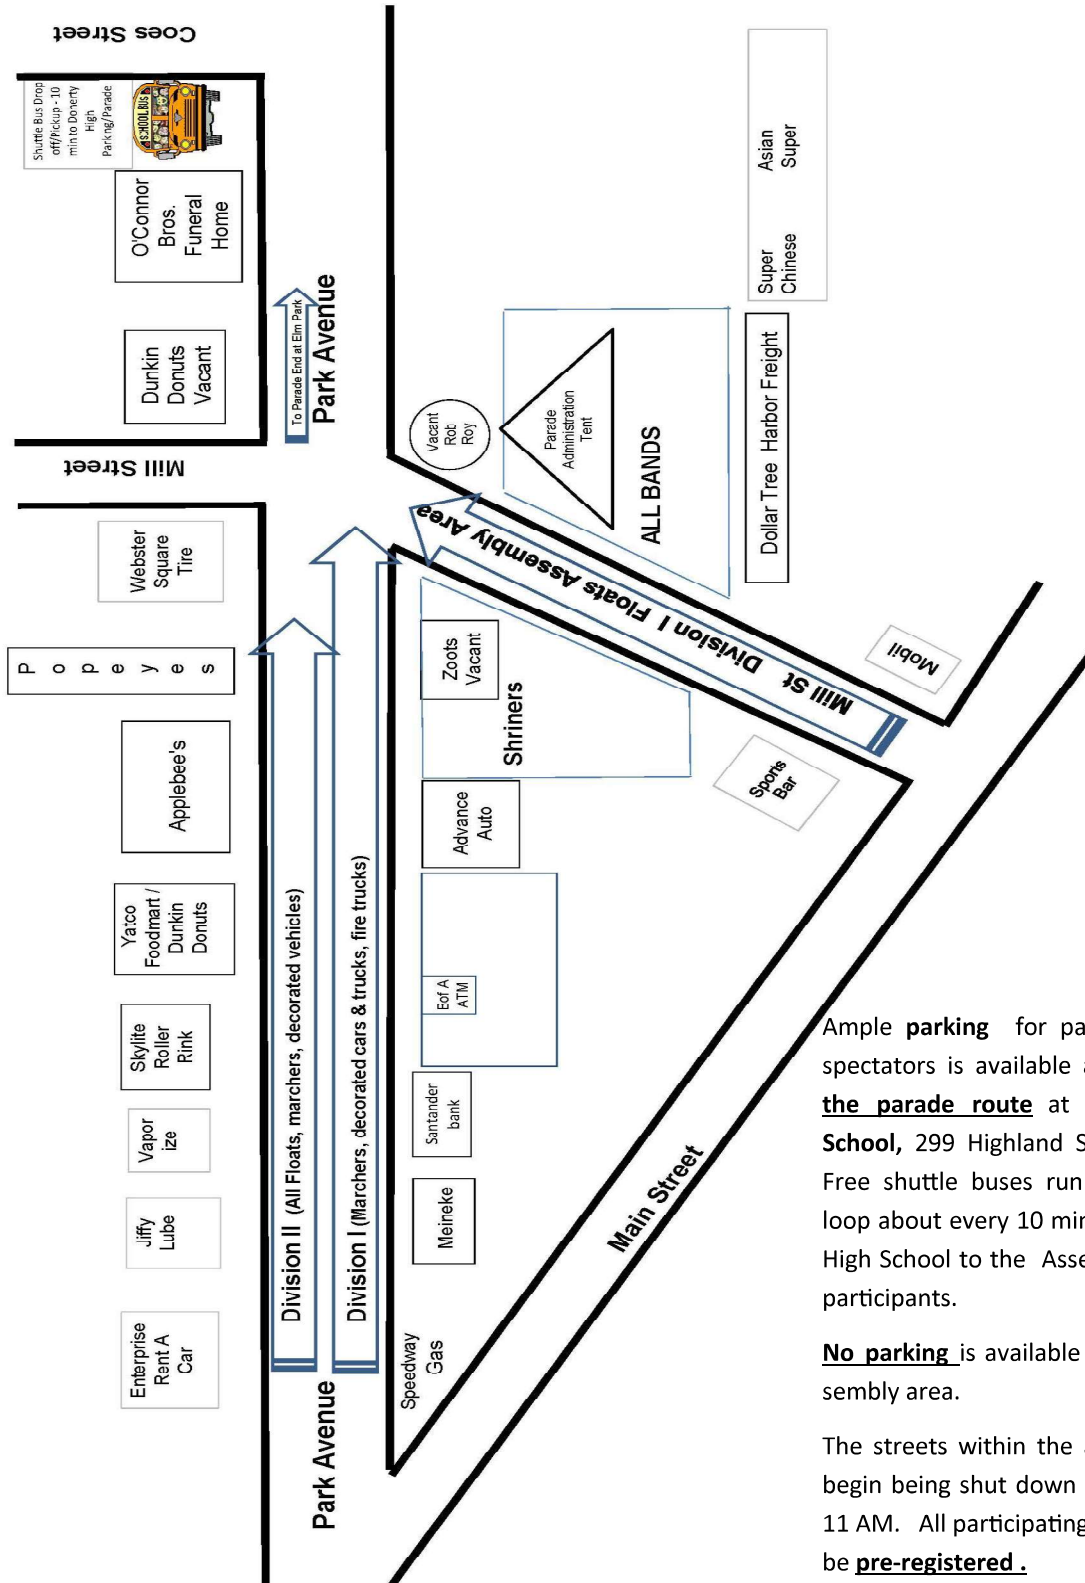 Coes Street
Shuttle Bus Drop
off/Pickup - 10
min to Doherty
High
Parking/Parade
SCHOOL BUS
O'Connor
Bros.
Funeral
Home
Dunkin
Donuts
Vacant
To Parade End at Elm Park
Park Avenue
Mill Street
Vacant
Rob
Roy
Parade
Administration
Tent
ALL BANDS
Super
Chinese
Asian
Super
Dollar Tree Harbor Freight
Webster
Square
Tire
Popeyes
Applebee's
Yatco
Foodmart /
Dunkin
Donuts
Skylite
Roller
Rink
Vapor
ize
Jiffy
Lube
Enterprise
Rent A
Car
Division II (All Floats, marchers, decorated vehicles)
Division I (Marchers, decorated cars & trucks, fire trucks)
Park Avenue
Mill St Division I Floats Assembly Area
Zoots
Vacant
Shriners
Advance
Auto
Eof A
ATM
Santander
bank
Meineke
Speedway
Gas
Sports
Bar
Mobil
Main Street
Ample parking for pa
spectators is available a
the parade route at
School, 299 Highland S
Free shuttle buses run
loop about every 10 min
High School to the Asse
participants.
No parking is available
sembly area.
The streets within the
begin being shut down
11 AM. All participating
be pre-registered .